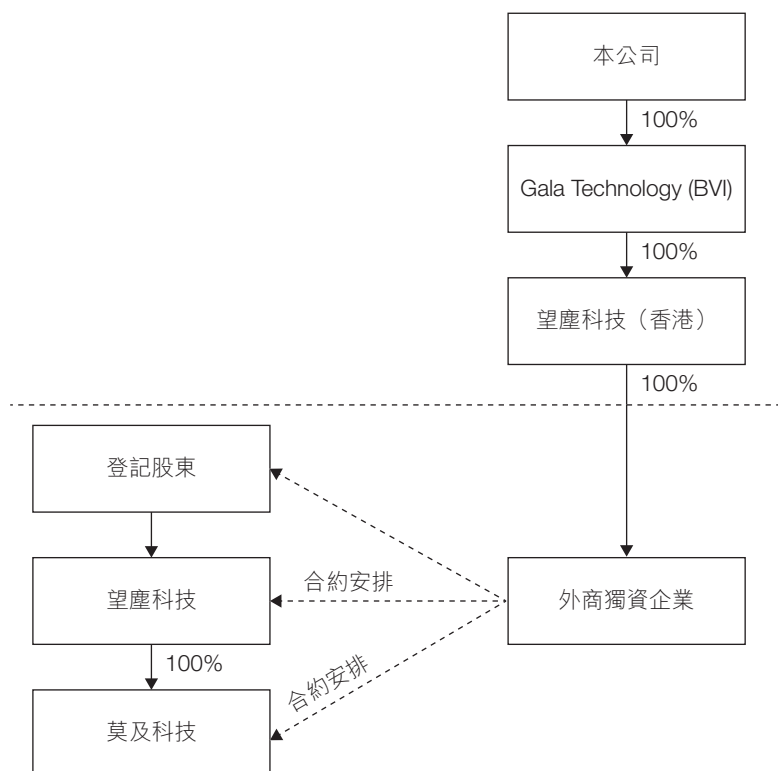 本公司
100%
Gala Technology (BVI)
100%
望塵科技（香港）
100%
登記股東
望塵科技
合約安排
外商獨資企業
100%
合約安排
莫及科技